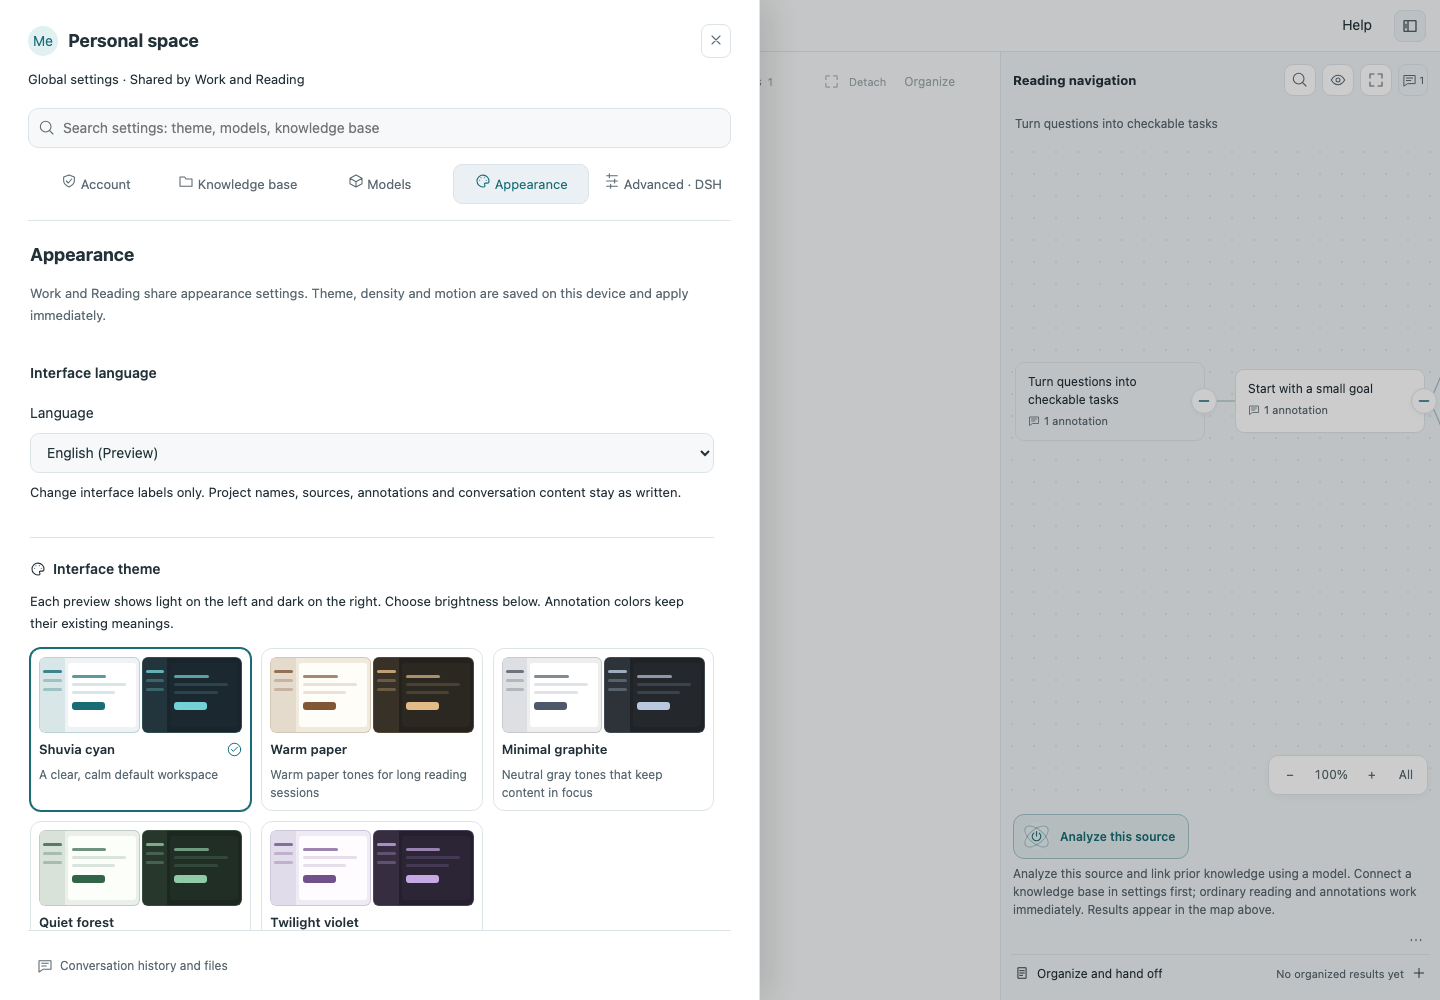 Me Personal space
Global settings · Shared by Work and Reading
Search settings: theme, models, knowledge base
Account
Knowledge base
Models
Appearance
Advanced · DSH
Appearance
Work and Reading share appearance settings. Theme, density and motion are saved on this device and apply
immediately.
Interface language
Language
English (Preview)
Change interface labels only. Project names, sources, annotations and conversation content stay as written.
Interface theme
Each preview shows light on the left and dark on the right. Choose brightness below. Annotation colors keep
their existing meanings.
Shuvia cyan
A clear, calm default workspace
Warm paper
Warm paper tones for long reading
sessions
Minimal graphite
Neutral gray tones that keep
content in focus
Quiet forest
Twilight violet
Conversation history and files
Help
1
Detach
Organize
Reading navigation
1
Turn questions into checkable tasks
Turn questions into
checkable tasks
1 annotation
Start with a small goal
1 annotation
− 100% + All
Analyze this source
Analyze this source and link prior knowledge using a model. Connect a
knowledge base in settings first; ordinary reading and annotations work
immediately. Results appear in the map above.
...
Organize and hand off
No organized results yet +